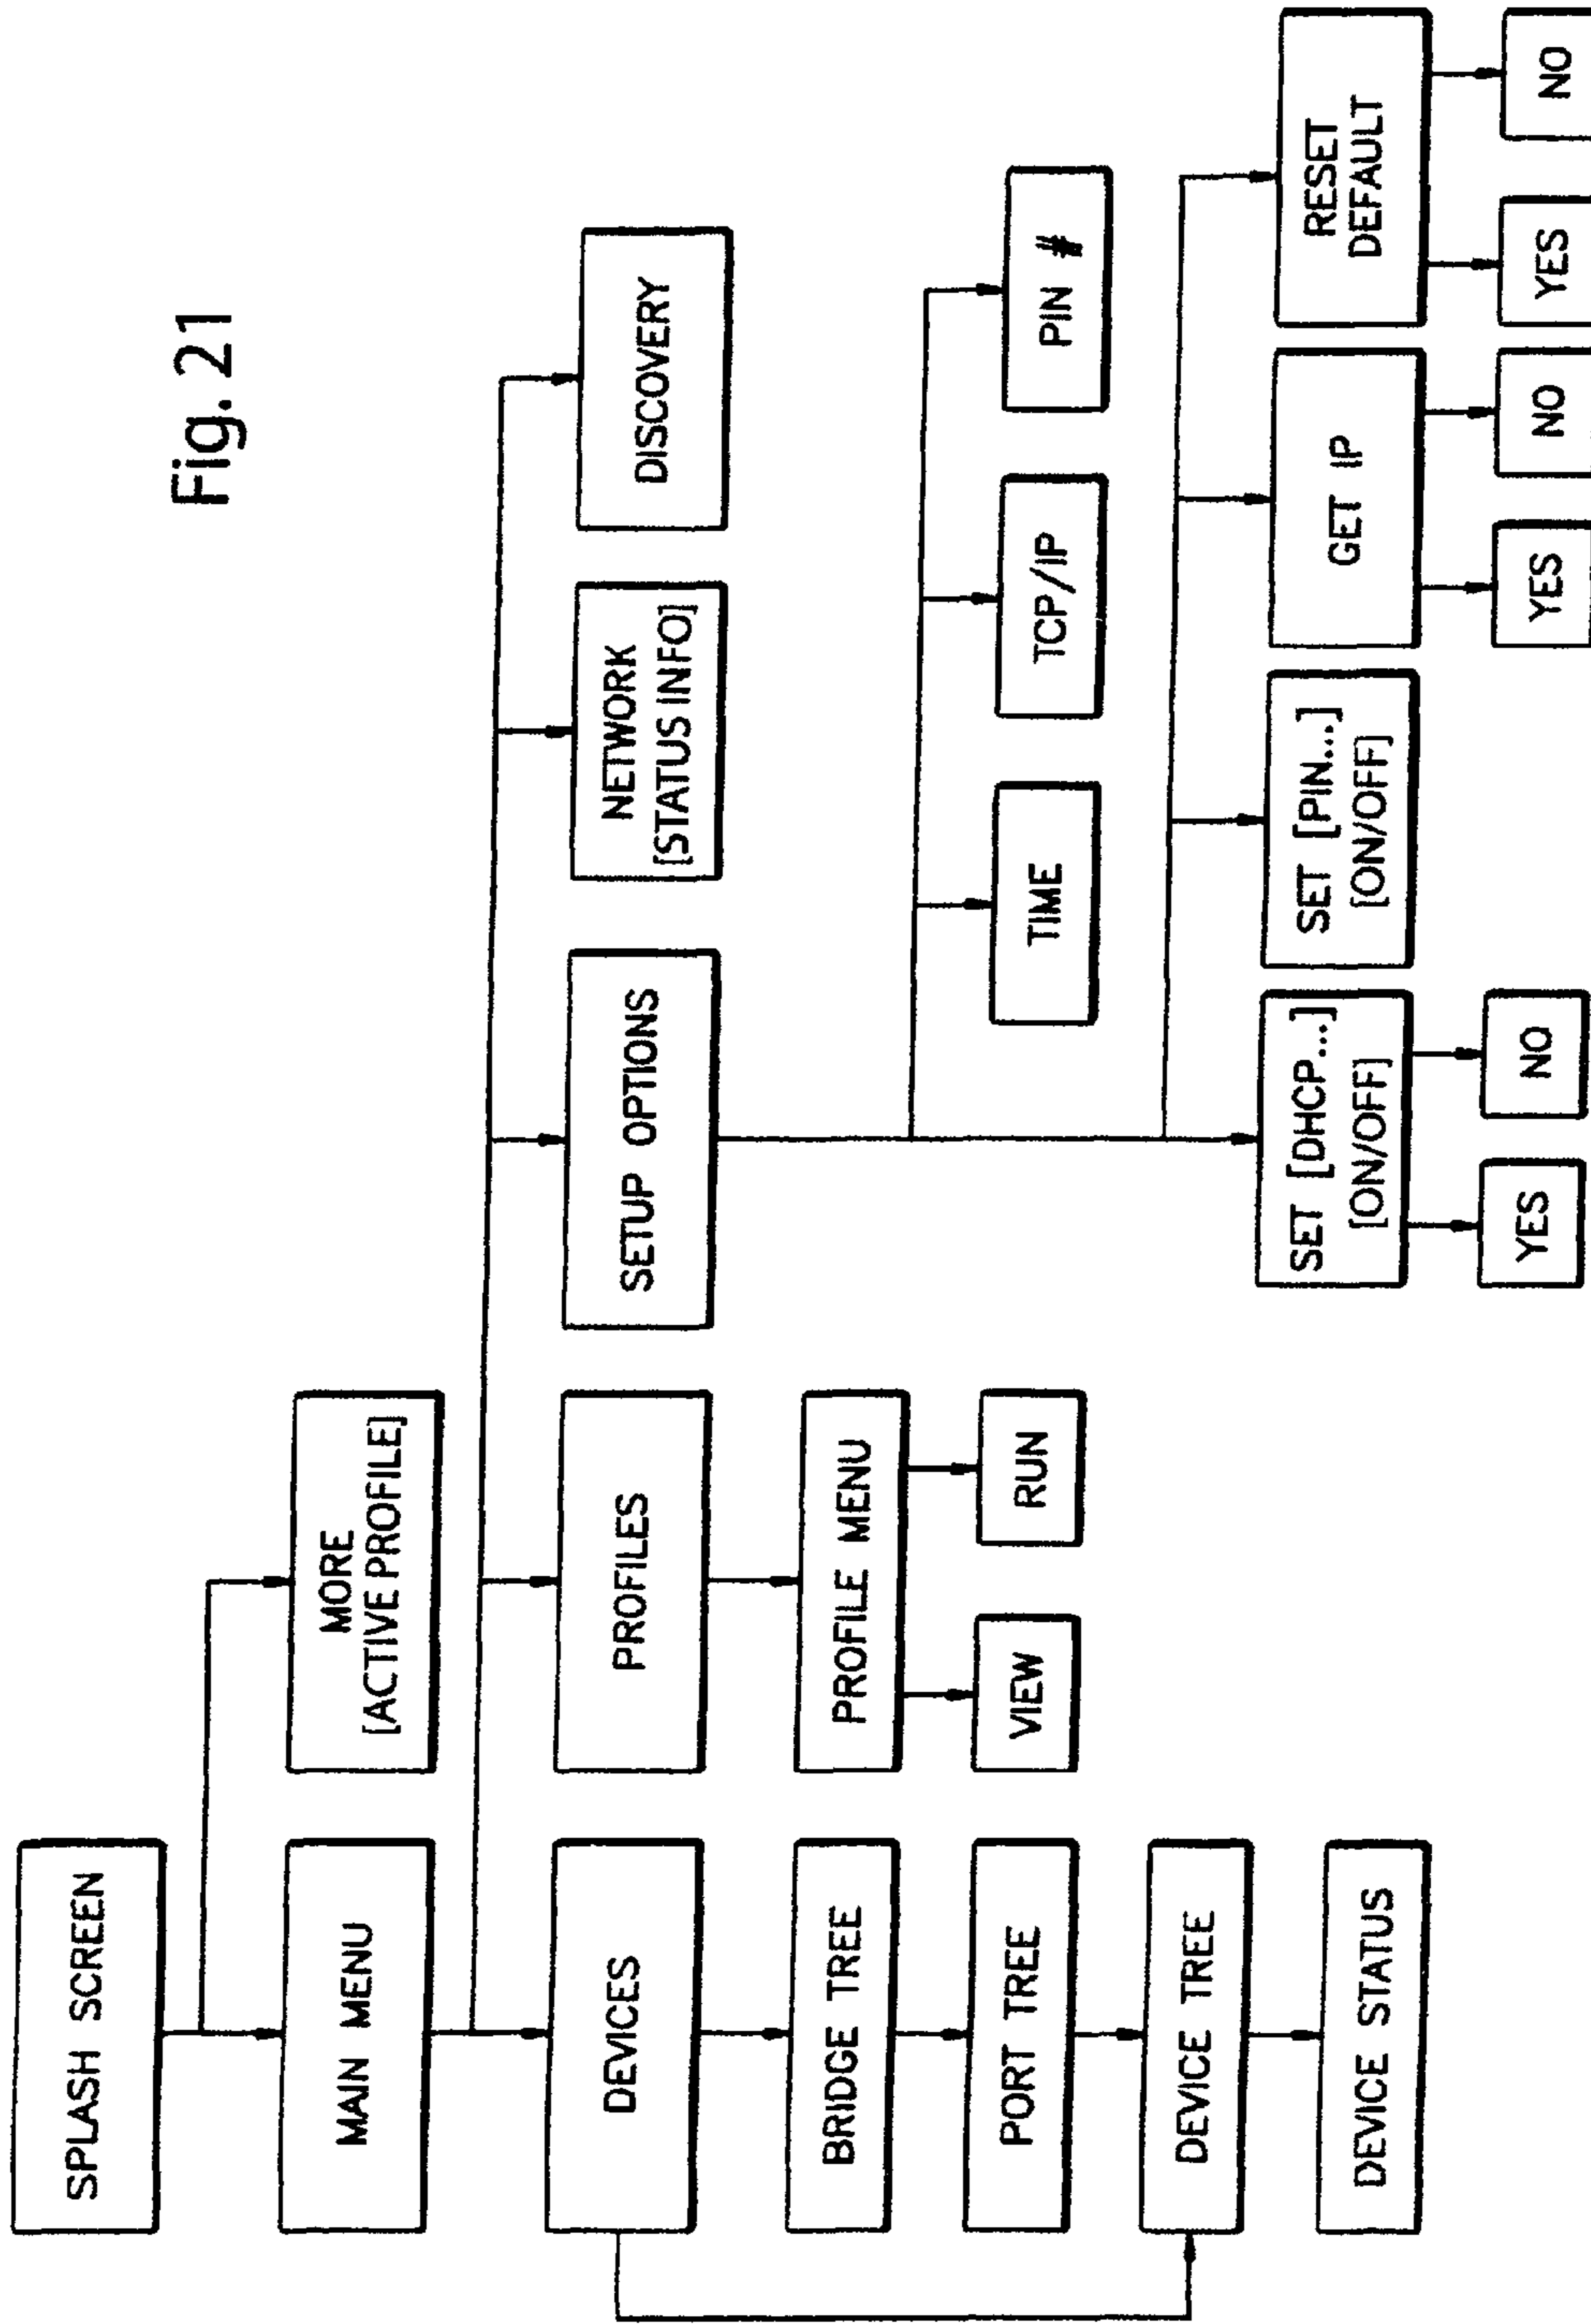 Fig. 21
SPLASH SCREEN
MAIN MENU
MORE
[ACTIVE PROFILE]
DEVICES
PROFILES
SETUP OPTIONS
NETWORK
[STATUS INFO]
DISCOVERY
BRIDGE TREE
PROFILE MENU
PORT TREE
VIEW
RUN
TIME
TCP/IP
PIN #
DEVICE TREE
SET [DHCP...]
[ON/OFF]
SET [PIN...]
[ON/OFF]
GET IP
RESET
DEFAULT
DEVICE STATUS
YES
NO
YES
NO
YES
NO